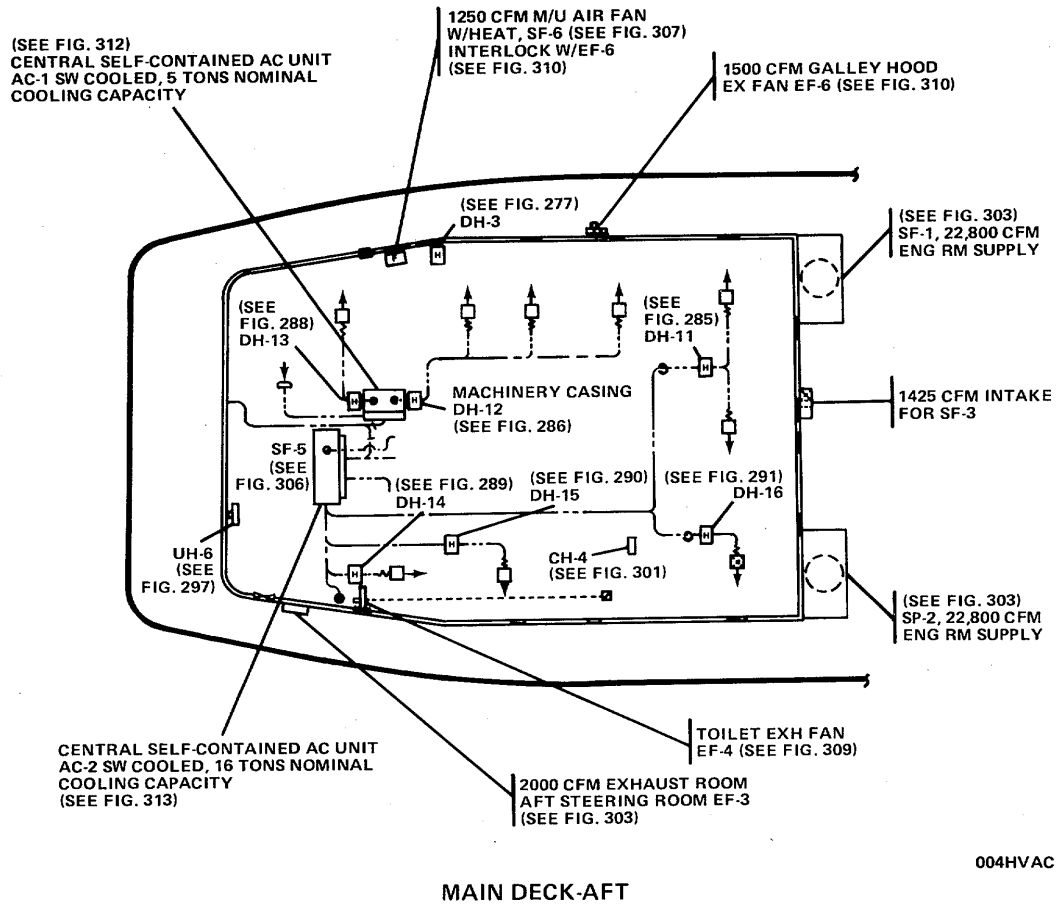 1250 CFM M/U AIR FAN
W/HEAT, SF-6 (SEE FIG. 307)
INTERLOCK W/EF-6
(SEE FIG. 310)
(SEE FIG. 312)
CENTRAL SELF-CONTAINED AC UNIT
AC-1 SW COOLED, 5 TONS NOMINAL
COOLING CAPACITY
1500 CFM GALLEY HOOD
EX FAN EF-6 (SEE FIG. 310)
(SEE FIG. 277)
DH-3
F
H
(SEE FIG. 303)
SF-1, 22,800 CFM
ENG RM SUPPLY
(SEE
FIG. 288)
DH-13
(SEE
FIG. 285)
DH-11
H
H
H
MACHINERY CASING
DH-12
(SEE FIG. 286)
1425 CFM INTAKE
FOR SF-3
SF-5
(SEE
FIG. 306)
(SEE FIG. 289)
DH-14
(SEE FIG. 290)
DH-15
(SEE FIG. 291)
DH-16
H
H
H
UH-6
(SEE
FIG. 297)
CH-4
(SEE FIG. 301)
(SEE FIG. 303)
SP-2, 22,800 CFM
ENG RM SUPPLY
CENTRAL SELF-CONTAINED AC UNIT
AC-2 SW COOLED, 16 TONS NOMINAL
COOLING CAPACITY
(SEE FIG. 313)
TOILET EXH FAN
EF-4 (SEE FIG. 309)
2000 CFM EXHAUST ROOM
AFT STEERING ROOM EF-3
(SEE FIG. 303)
004HVAC
MAIN DECK-AFT